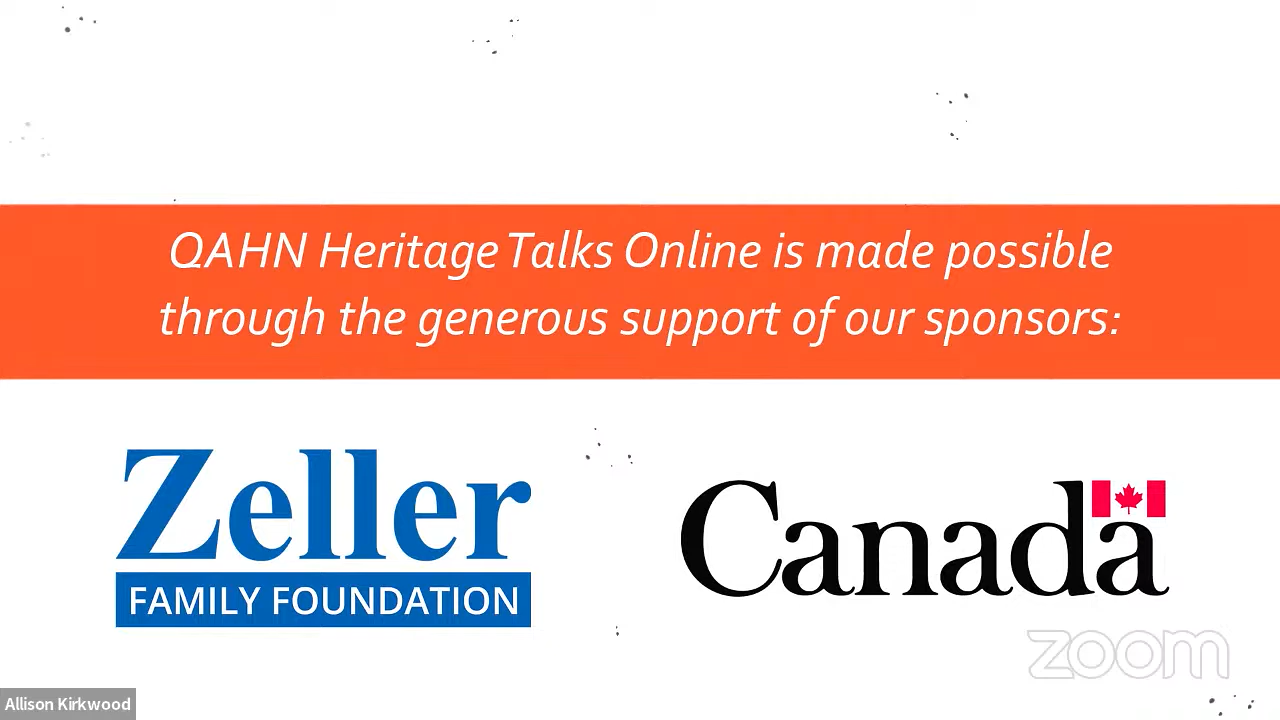 QAHN Heritage Talks Online is made possible
through the generous support of our sponsors:
Zeller
FAMILY FOUNDATION
Canada
zoom
Allison Kirkwood